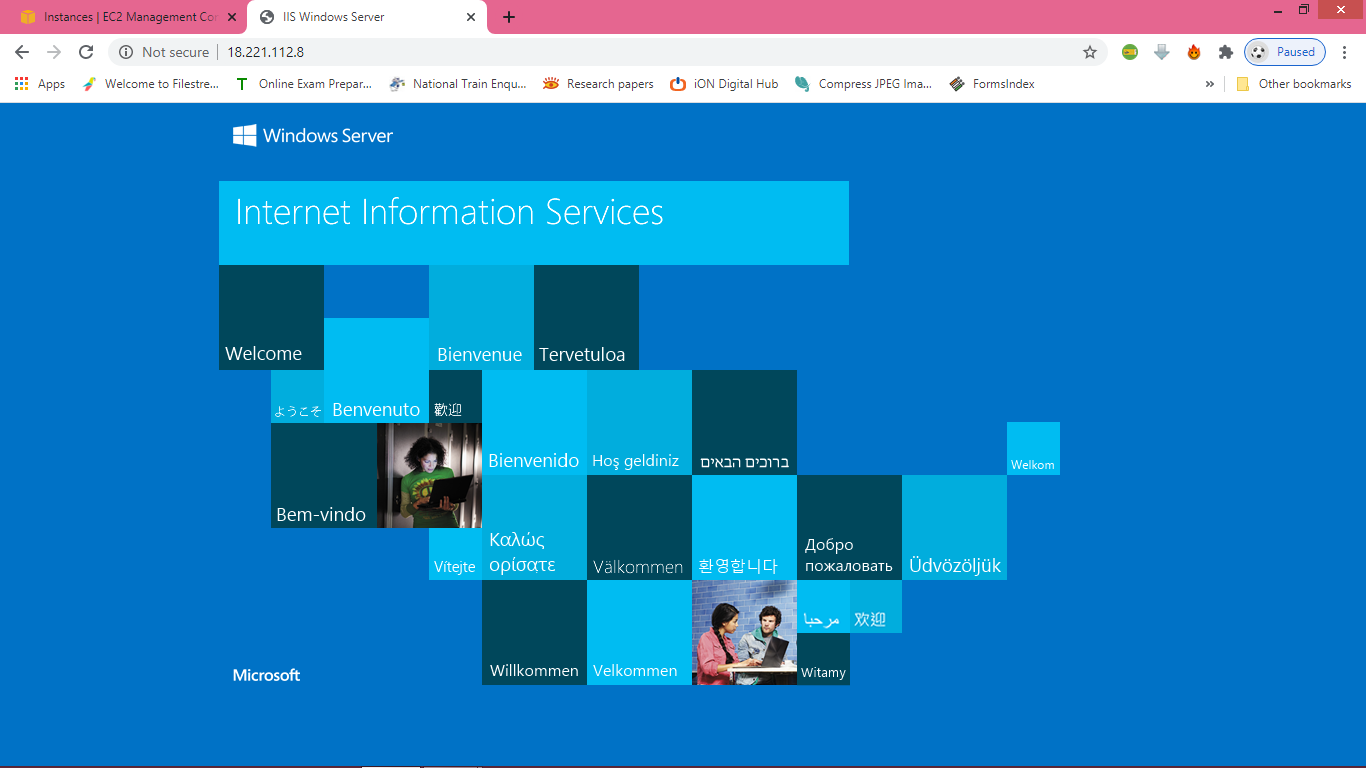 Instances | EC2 Management Con
IIS Windows Server
Not secure
18.221.112.8
Paused
Apps
Welcome to Filestre...
Online Exam Prepar...
National Train Enqu...
Research papers
iON Digital Hub
Compress JPEG Ima...
FormsIndex
»
Other bookmarks
Windows Server
Internet Information Services
Welcome
Bienvenue
Tervetuloa
ようこそ
Benvenuto
歡迎
Bienvenido
Hoş geldiniz
ברוכים הבאים
Welkom
Bem-vindo
Vítejte
Καλώς
ορίσατε
Välkommen
환영합니다
Добро
пожаловать
Üdvözöljük
Willkommen
Velkommen
مرحبا
欢迎
Witamy
Microsoft